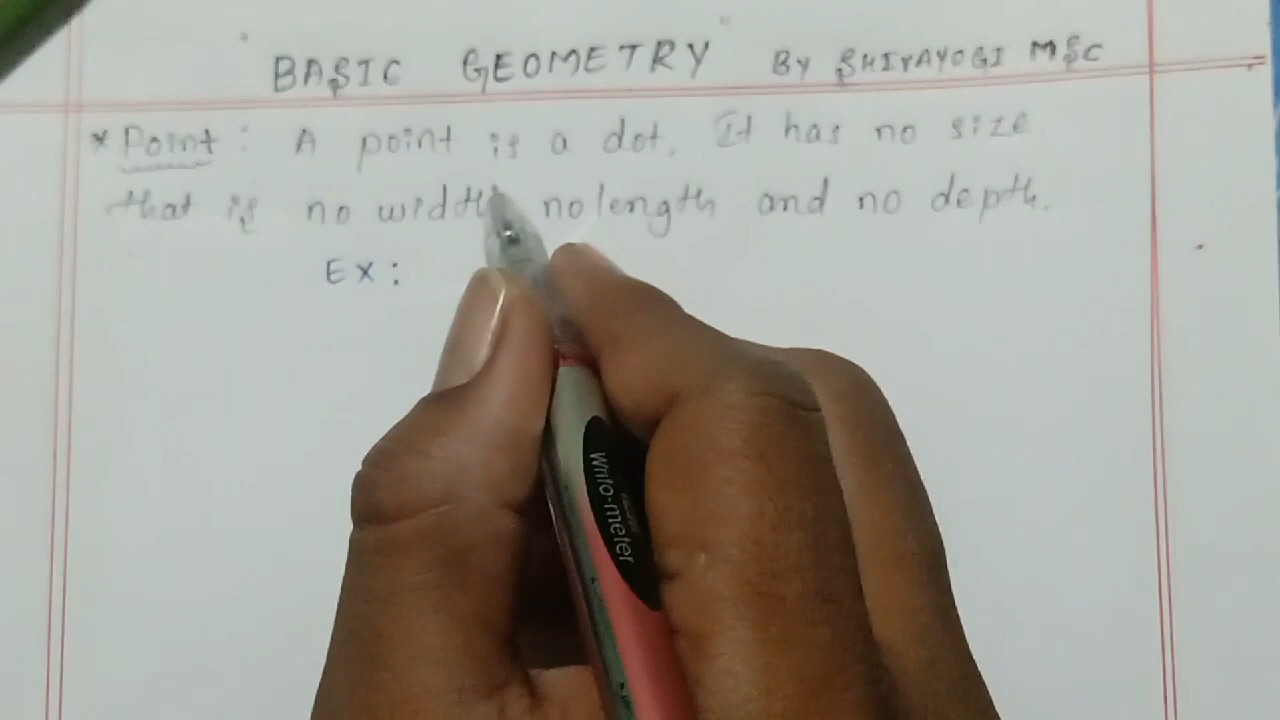 BASIC GEOMETRY BY SHIVAYOGI MSC
* Point: A point is a dot. It has no size
that is no width no length and no depth.
Ex:
Writo-meter